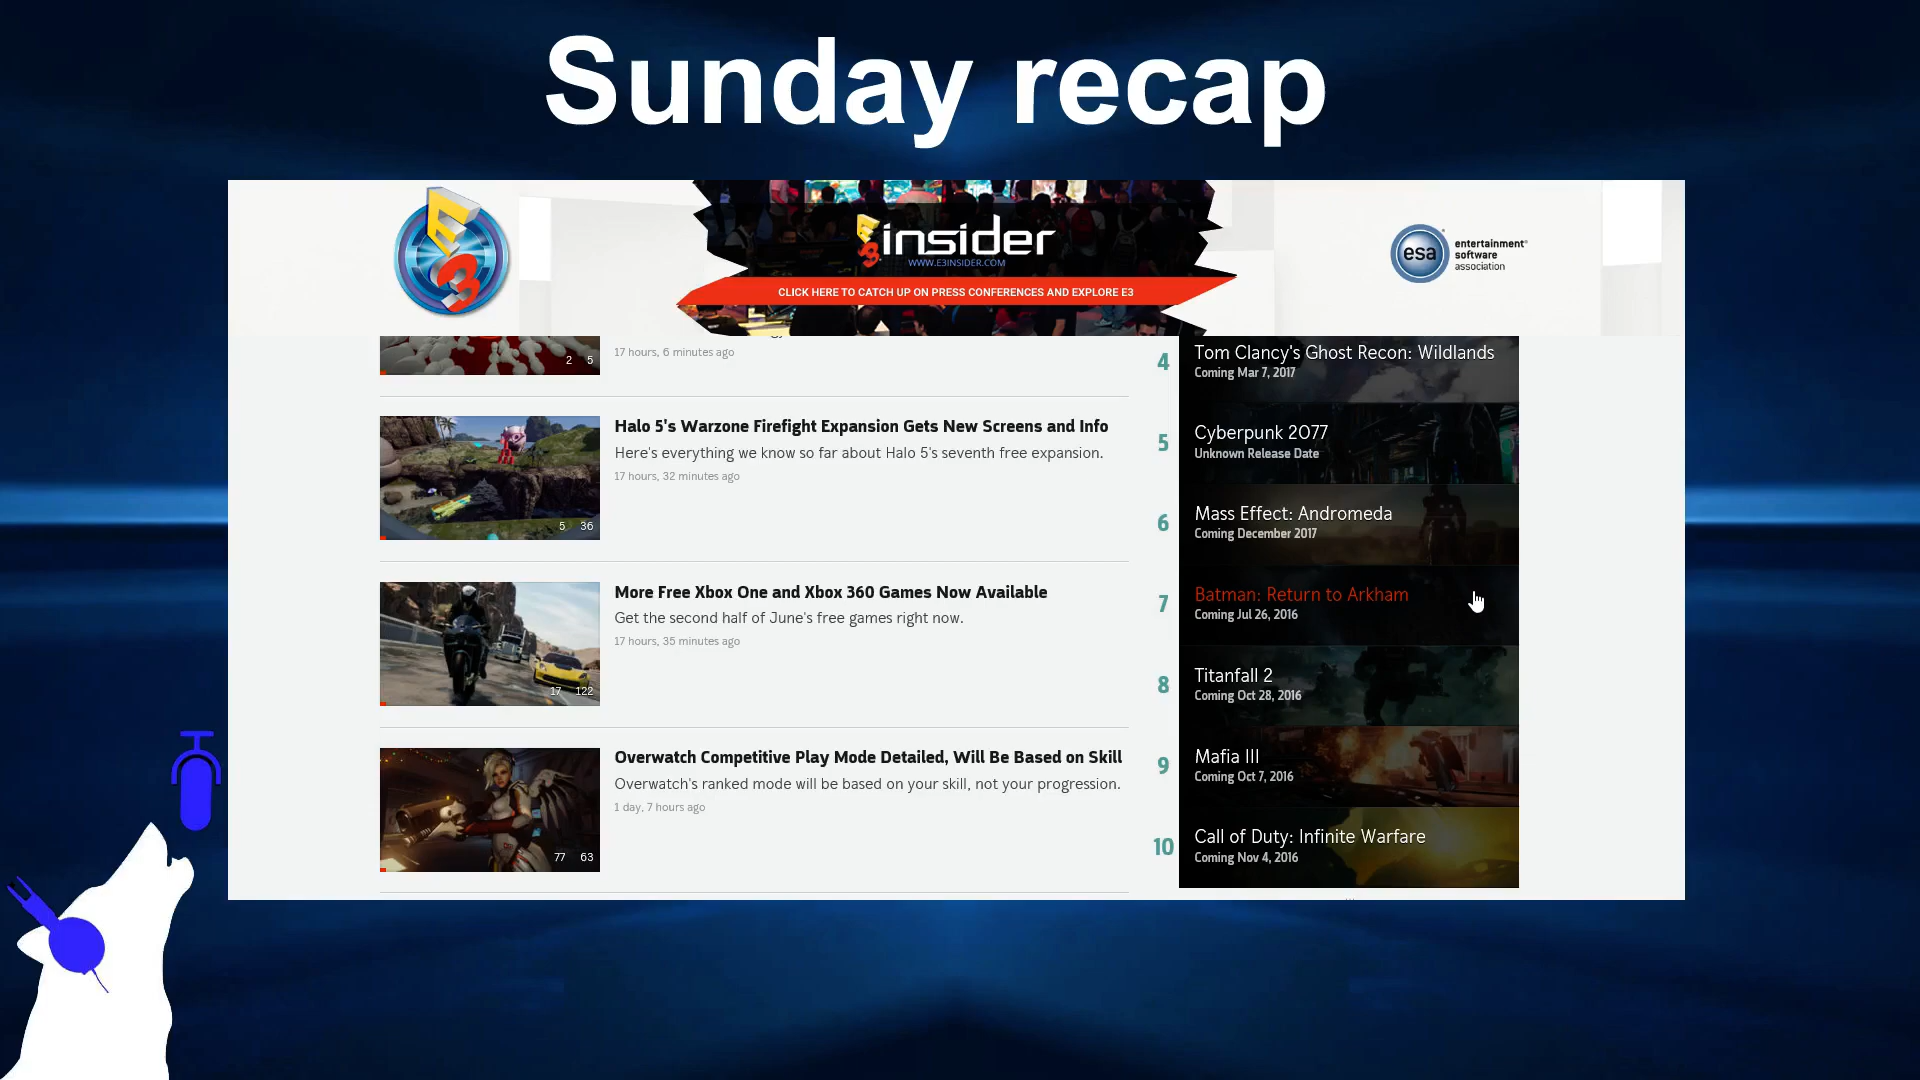 Sunday recap
E3
E3 insider
WWW.E3INSIDER.COM
CLICK HERE TO CATCH UP ON PRESS CONFERENCES AND EXPLORE E3
esa entertainment®
software
association
2 5
17 hours, 6 minutes ago
Halo 5's Warzone Firefight Expansion Gets New Screens and Info
Here's everything we know so far about Halo 5's seventh free expansion.
17 hours, 32 minutes ago
5 36
More Free Xbox One and Xbox 360 Games Now Available
Get the second half of June's free games right now.
17 hours, 35 minutes ago
17 122
Overwatch Competitive Play Mode Detailed, Will Be Based on Skill
Overwatch's ranked mode will be based on your skill, not your progression.
1 day, 7 hours ago
77 63
4 Tom Clancy's Ghost Recon: Wildlands
Coming Mar 7, 2017
5 Cyberpunk 2077
Unknown Release Date
6 Mass Effect: Andromeda
Coming December 2017
7 Batman: Return to Arkham
Coming Jul 26, 2016
8 Titanfall 2
Coming Oct 28, 2016
9 Mafia III
Coming Oct 7, 2016
10 Call of Duty: Infinite Warfare
Coming Nov 4, 2016